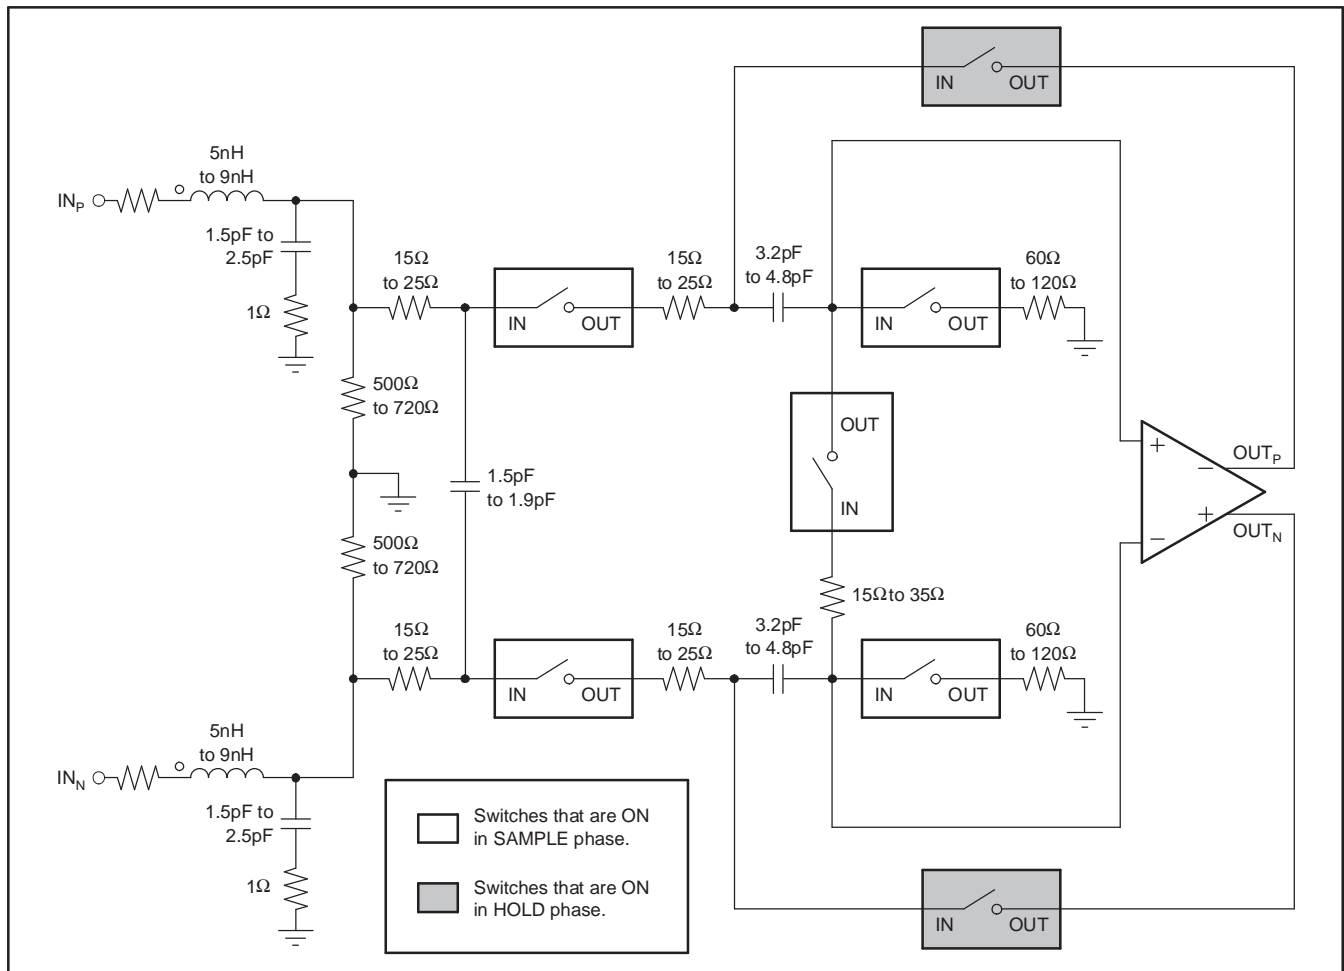 IN OUT
5nH
to 9nH
INP
1.5pF to
2.5pF
1Ω
15Ω
to 25Ω
IN OUT
15Ω
to 25Ω
3.2pF
to 4.8pF
IN OUT
60Ω
to 120Ω
500Ω
to 720Ω
OUT
IN
1.5pF
to 1.9pF
+
−
OUTP
−
+
OUTN
500Ω
to 720Ω
15Ω to 35Ω
15Ω
to 25Ω
IN OUT
15Ω
to 25Ω
3.2pF
to 4.8pF
IN OUT
60Ω
to 120Ω
5nH
to 9nH
INN
1.5pF to
2.5pF
1Ω
Switches that are ON
in SAMPLE phase.
Switches that are ON
in HOLD phase.
IN OUT